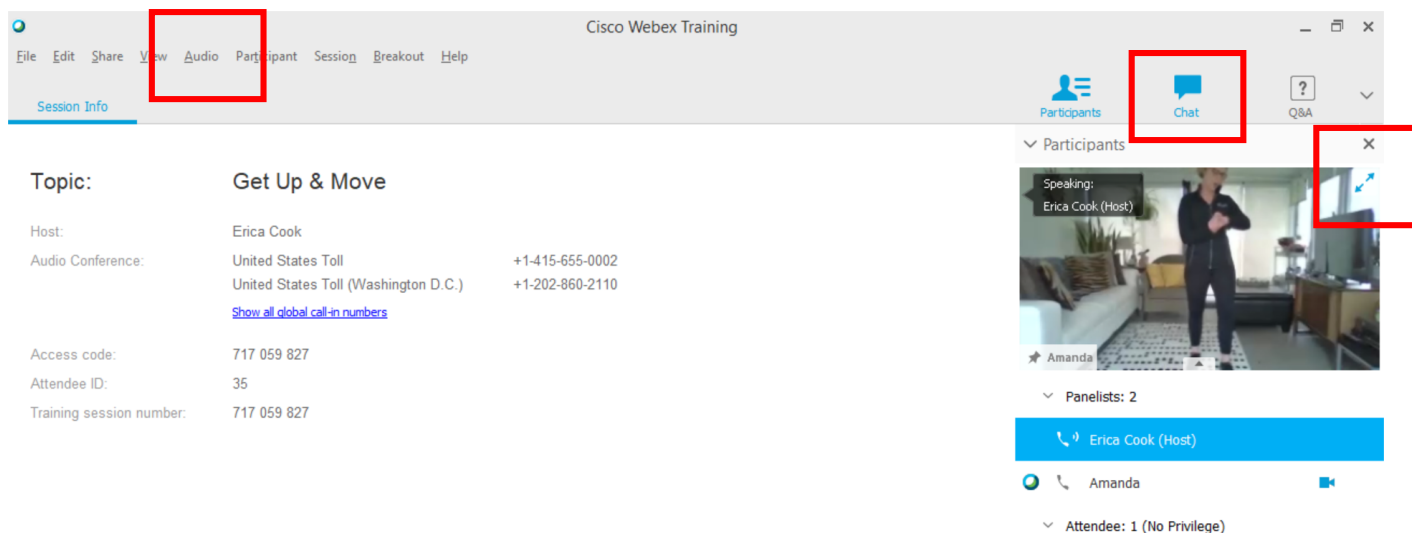 Cisco Webex Training
File Edit Share View Audio Participant Session Breakout Help
Session Info
Participants Chat Q&A
Participants
Topic: Get Up & Move
Speaking:
Erica Cook (Host)
Host: Erica Cook
Audio Conference: United States Toll +1-415-655-0002
United States Toll (Washington D.C.) +1-202-860-2110
Show all global call-in numbers
Access code: 717 059 827
Attendee ID: 35
Training session number: 717 059 827
Amanda
Panelists: 2
Erica Cook (Host)
Amanda
Attendee: 1 (No Privilege)